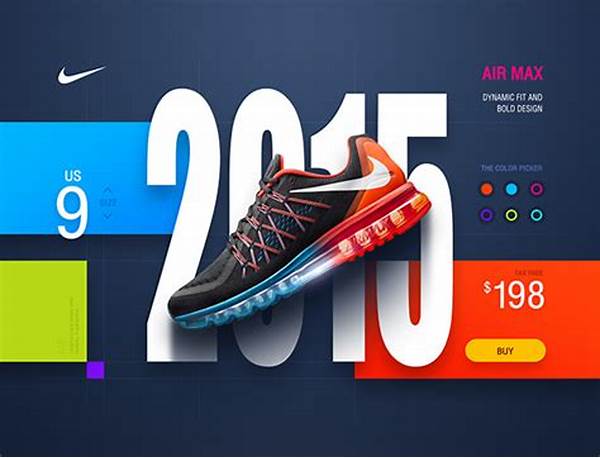 AIR MAX
DYNAMIC FIT AND
BOLD DESIGN
2015
US
9
SIZE
THE COLOR PICKER
TAX FREE
$198
BUY